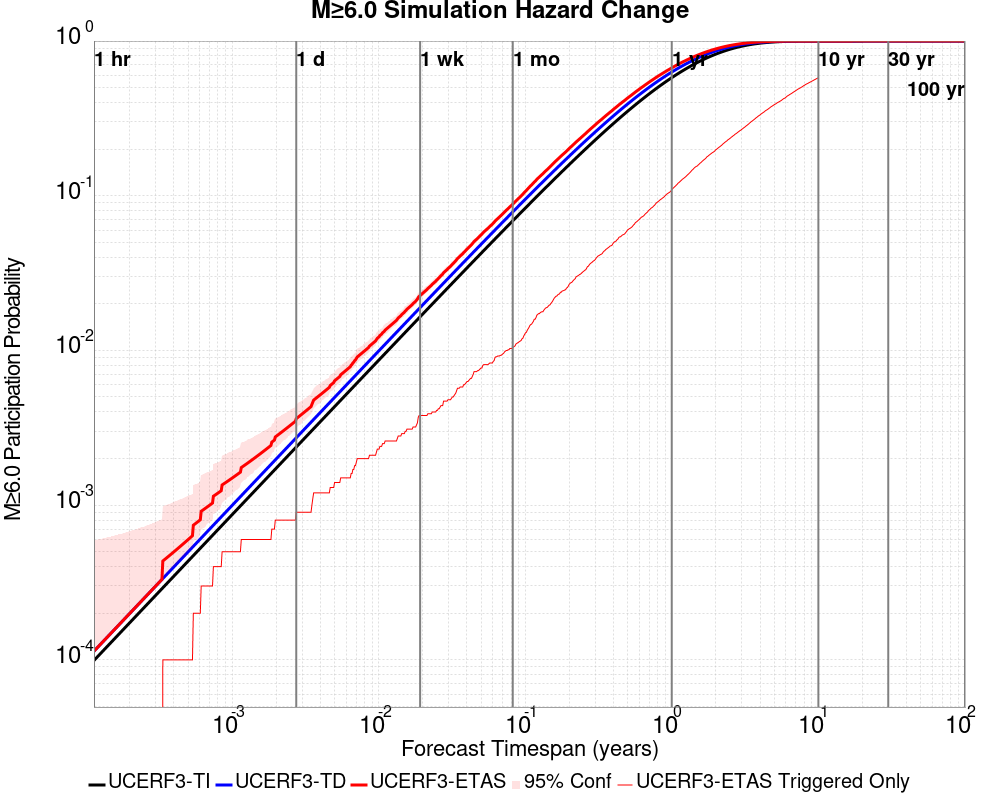 M≥6.0 Simulation Hazard Change
10^0
1 hr
1 d
1 wk
1 mo
1 yr
10 yr
30 yr
100 yr
10^-1
10^-2
10^-3
10^-4
M≥6.0 Participation Probability
10^-3
10^-2
10^-1
10^0
10^1
10^2
Forecast Timespan (years)
UCERF3-TI
UCERF3-TD
UCERF3-ETAS
95% Conf
UCERF3-ETAS Triggered Only